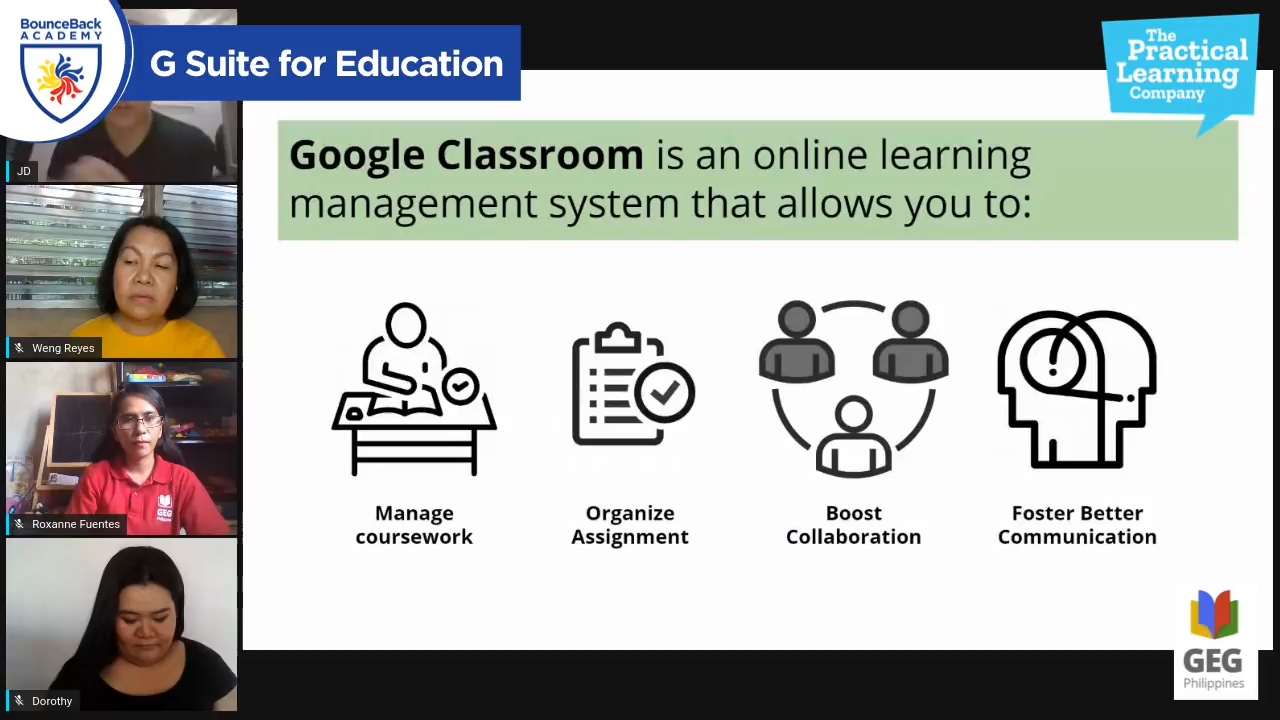 BounceBack
ACADEMY
G Suite for Education
The
Practical
Learning
Company
JD
Weng Reyes
Roxanne Fuentes
GEG
Dorothy
Google Classroom is an online learning
management system that allows you to:
Manage
coursework
Organize
Assignment
Boost
Collaboration
Foster Better
Communication
GEG
Philippines